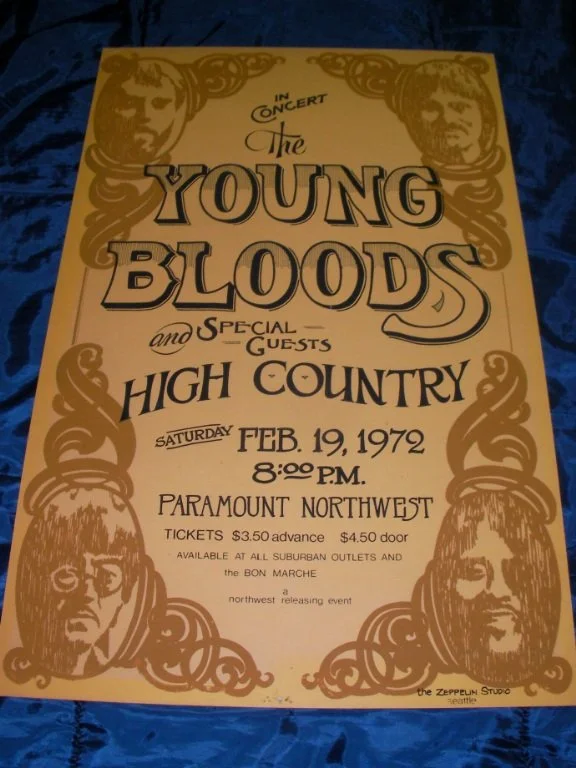 IN
CONCERT
The
YOUNG
BLOODS
and SPECIAL
GUESTS
HIGH COUNTRY
SATURDAY FEB. 19, 1972
8:00 P.M.
PARAMOUNT NORTHWEST
TICKETS $3.50 advance $4.50 door
AVAILABLE AT ALL SUBURBAN OUTLETS AND
the BON MARCHE
a
northwest releasing event
the ZEPPELIN STUDIO
seattle